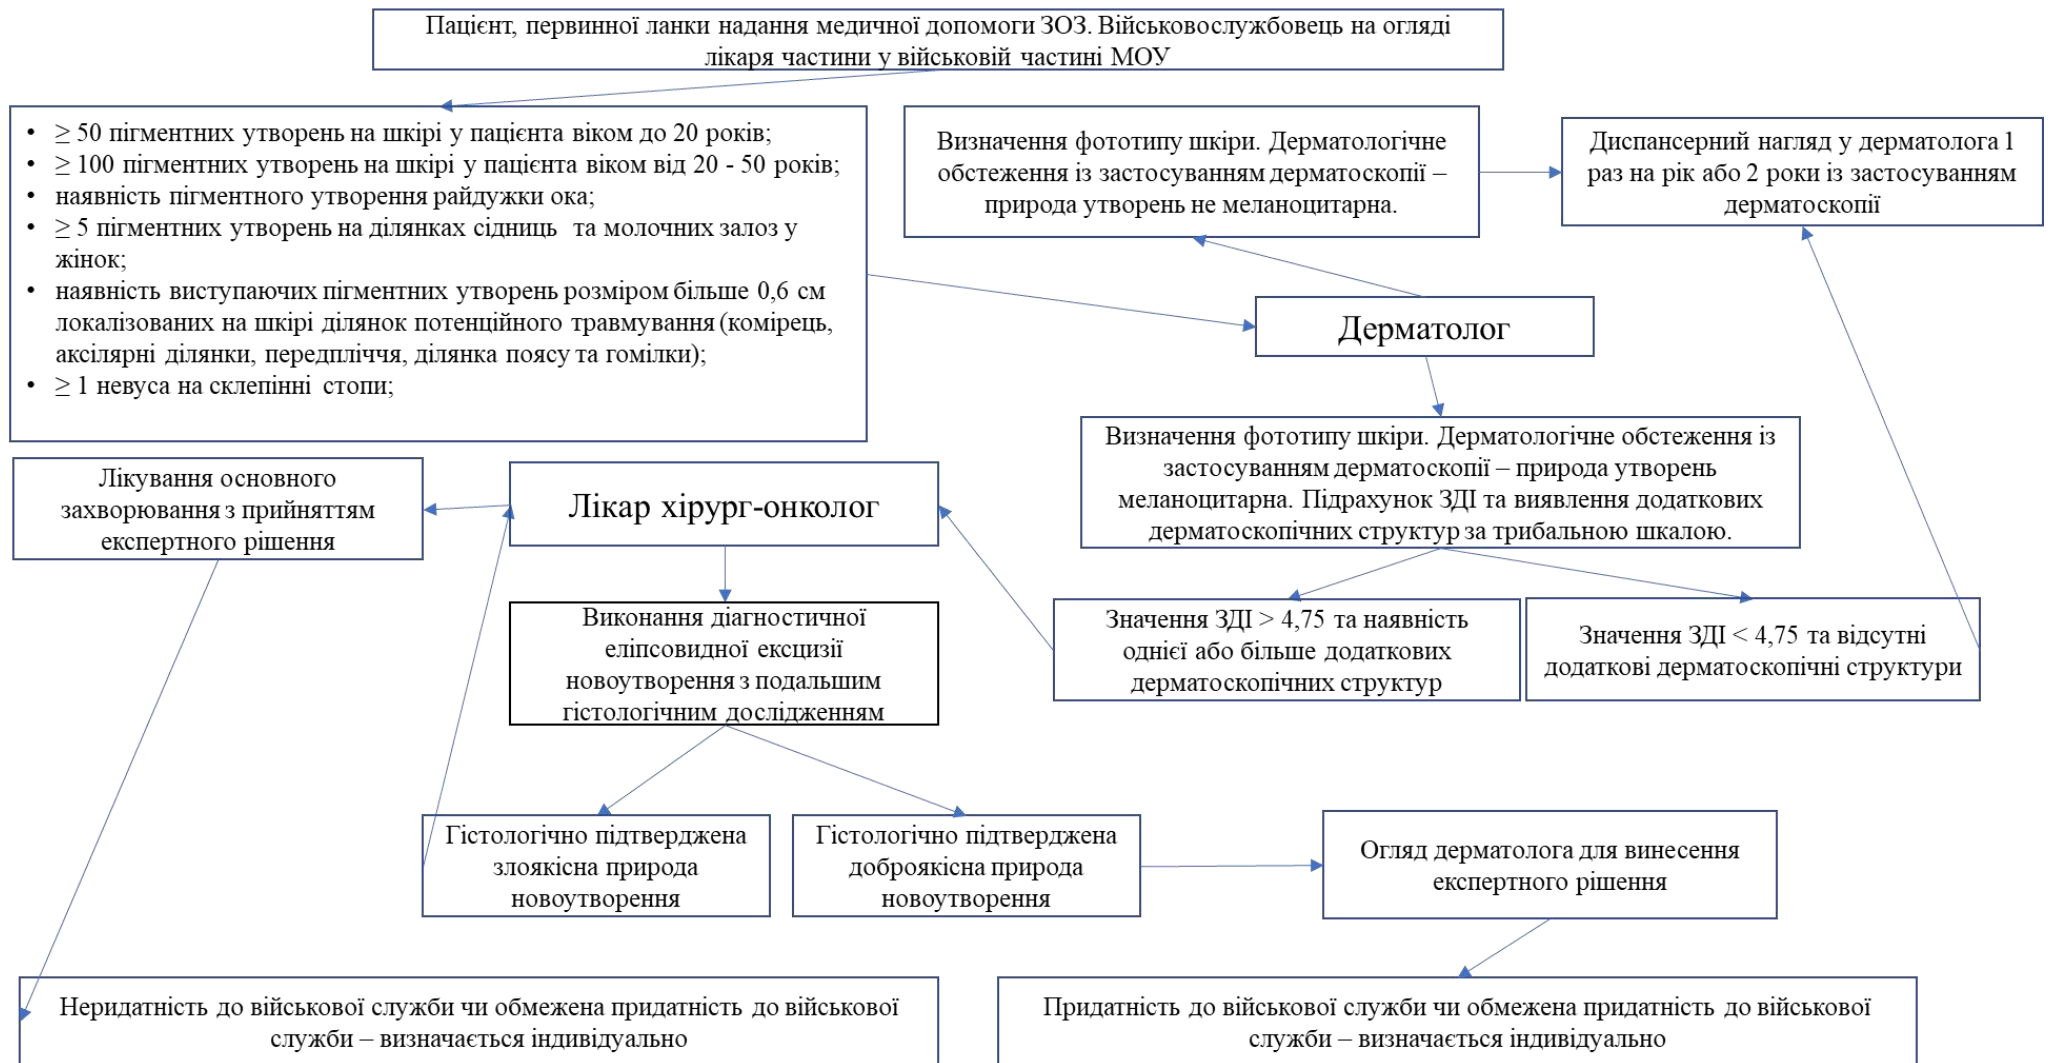 Пацієнт, первинної ланки надання медичної допомоги ЗОЗ. Військовослужбовець на огляді
лікаря частини у військовій частині МОУ
• ≥ 50 пігментних утворень на шкірі у пацієнта віком до 20 років;
• ≥ 100 пігментних утворень на шкірі у пацієнта віком від 20 - 50 років;
• наявність пігментного утворення райдужки ока;
• ≥ 5 пігментних утворень на ділянках сідниць та молочних залоз у
жінок;
• наявність виступаючих пігментних утворень розміром більше 0,6 см
локалізованих на шкірі ділянок потенційного травмування (комірець,
аксілярні ділянки, передпліччя, ділянка поясу та гомілки);
• ≥ 1 невуса на склепінні стопи;
Визначення фототипу шкіри. Дерматологічне
обстеження із застосуванням дерматоскопії –
природа утворень не меланоцитарна.
Диспансерний нагляд у дерматолога 1
раз на рік або 2 роки із застосуванням
дерматоскопії
Дерматолог
Визначення фототипу шкіри. Дерматологічне обстеження із
застосуванням дерматоскопії – природа утворень
меланоцитарна. Підрахунок ЗДІ та виявлення додаткових
дерматоскопічних структур за трибальною шкалою.
Лікування основного
захворювання з прийняттям
експертного рішення
Лікар хірург-онколог
Виконання діагностичної
еліпсовидної ексцизії
новоутворення з подальшим
гістологічним дослідженням
Значення ЗДІ > 4,75 та наявність
однієї або більше додаткових
дерматоскопічних структур
Значення ЗДІ < 4,75 та відсутні
додаткові дерматоскопічні структури
Гістологічно підтверджена
злоякісна природа
новоутворення
Гістологічно підтверджена
доброякісна природа
новоутворення
Огляд дерматолога для винесення
експертного рішення
Неридатність до військової служби чи обмежена придатність до військової
служби – визначається індивідуально
Придатність до військової служби чи обмежена придатність до військової
служби – визначається індивідуально